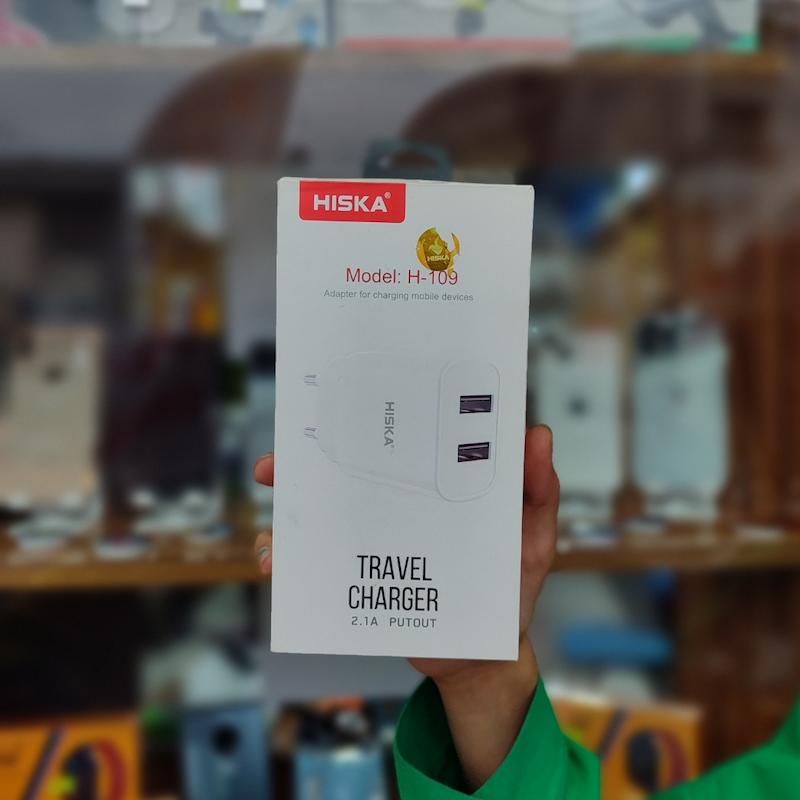 HISKA®
HISKA
Model: H-109
Adapter for charging mobile devices
HISKA®
TRAVEL
CHARGER
2.1A PUTOUT